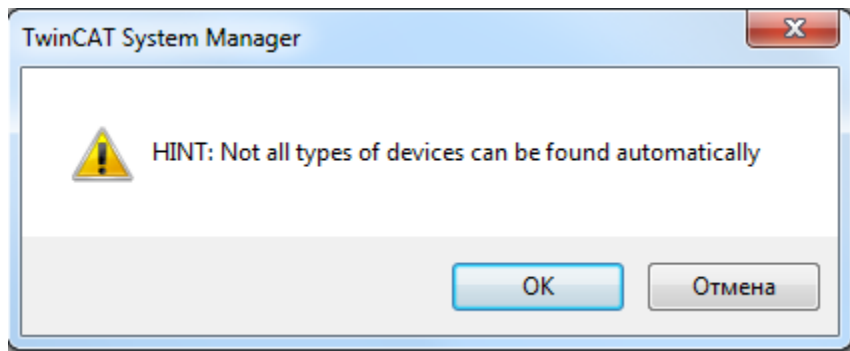 TwinCAT System Manager
HINT: Not all types of devices can be found automatically
OK
Отмена